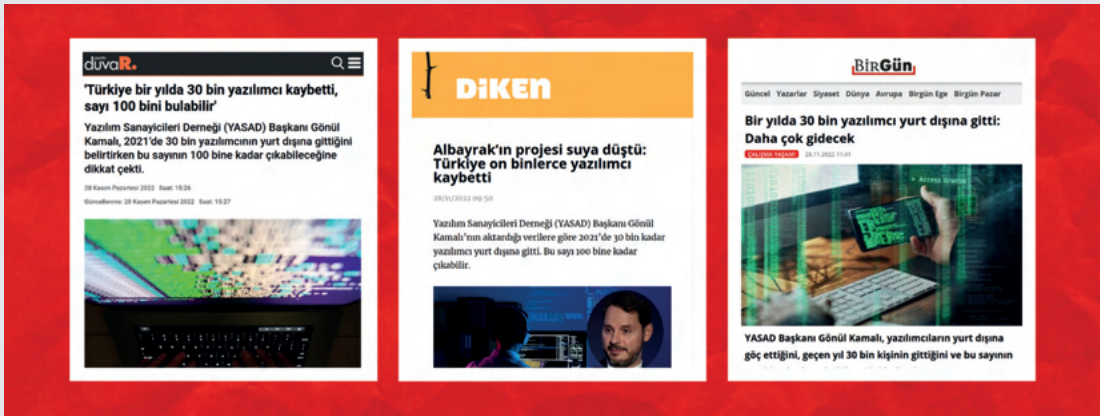 duvaR.
'Türkiye bir yılda 30 bin yazılımcı kaybetti,
sayı 100 bini bulabilir'
Yazılım Sanayicileri Derneği (YASAD) Başkanı Gönül
Kamalı, 2021'de 30 bin yazılımcının yurt dışına gittiğini
belirtirken bu sayının 100 bine kadar çıkabileceğine
dikkat çekti.
28 Kasım Pazartesi 2022 Saat: 15:26
Güncelleme: 28 Kasım Pazartesi 2022 Saat: 15:27
DiKEN
Albayrak'ın projesi suya düştü:
Türkiye on binlerce yazılımcı
kaybetti
28/11/2022 09:50
Yazılım Sanayicileri Derneği (YASAD) Başkanı Gönül
Kamalı'nın aktardığı verilere göre 2021'de 30 bin kadar
yazılımcı yurt dışına gitti. Bu sayı 100 bine kadar
çıkabilir.
BirGün
Güncel Yazarlar Siyaset Dünya Avrupa Birgün Ege Birgün Pazar
Bir yılda 30 bin yazılımcı yurt dışına gitti:
Daha çok gidecek
ÇALIŞMA YAŞAMI 28.11.2022 11:41
YASAD Başkanı Gönül Kamalı, yazılımcıların yurt dışına
göç ettiğini, geçen yıl 30 bin kişinin gittiğini ve bu sayının